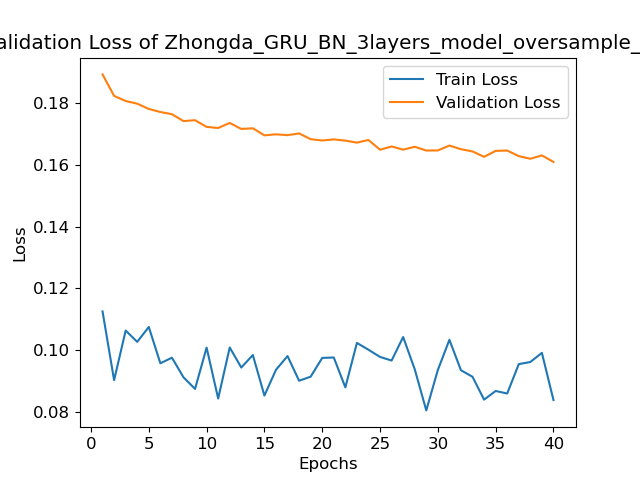 alidation Loss of Zhongda_GRU_BN_3layers_model_oversample_
Train Loss
Validation Loss
0.18
0.16
0.14
0.12
0.10
0.08
Loss
0 5 10 15 20 25 30 35 40
Epochs